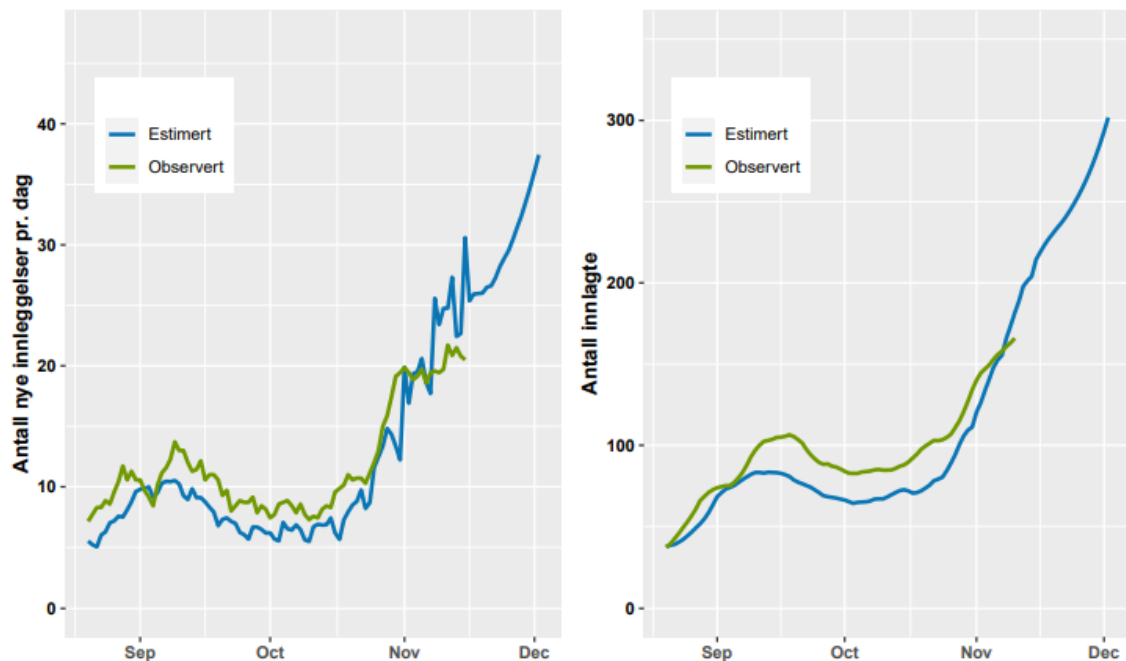 Antall nye innleggelser pr. dag
40
30
20
10
0
Estimert
Observert
Sep
Oct
Nov
Dec
Antall innlagte
300
200
100
0
Estimert
Observert
Sep
Oct
Nov
Dec